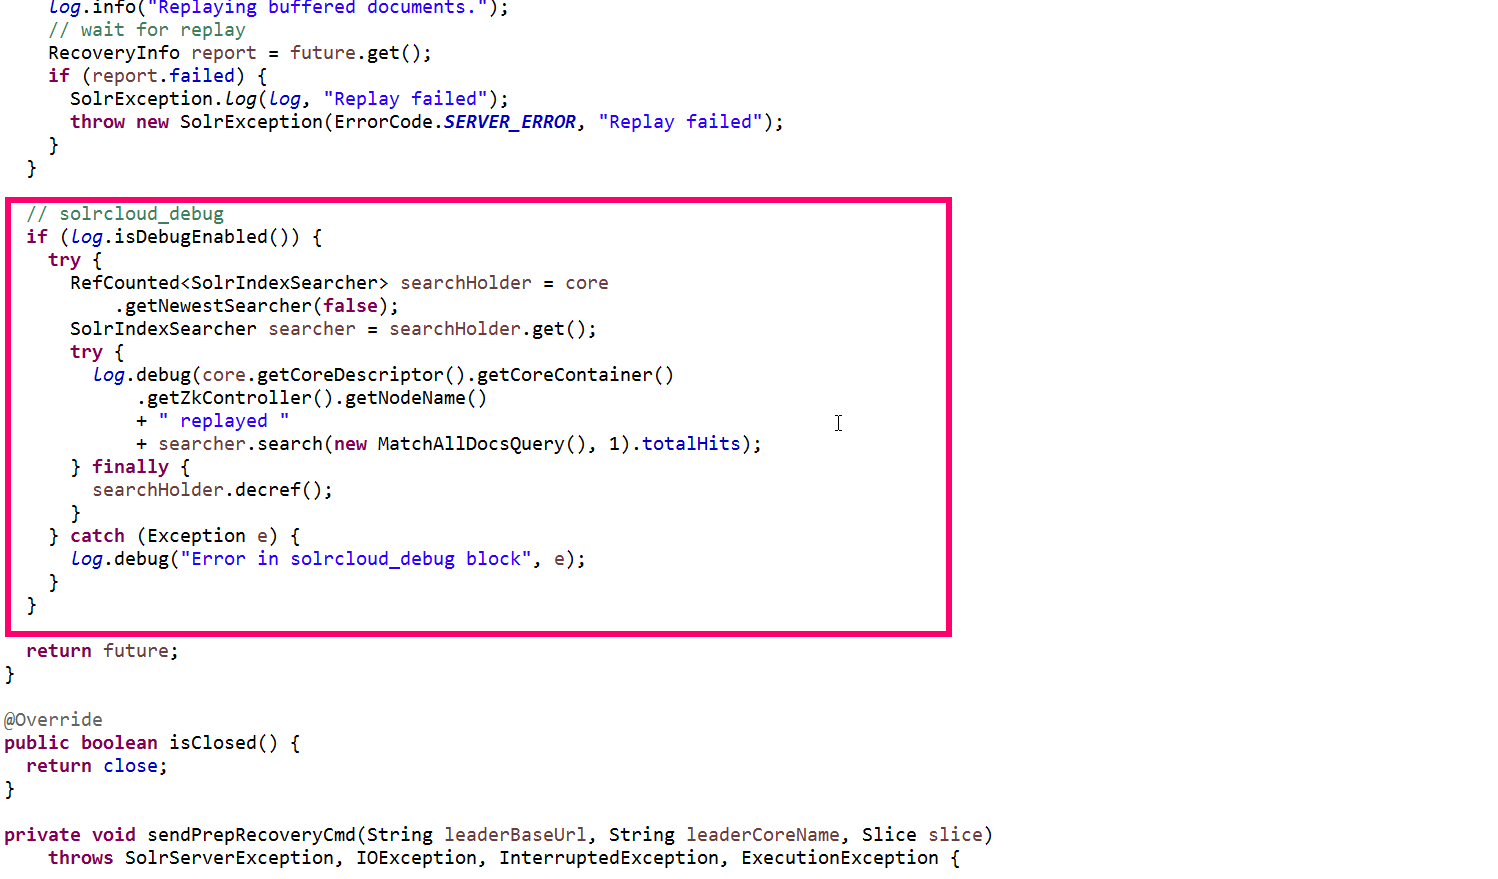 log.info("Replaying buffered documents.");
// wait for replay
RecoveryInfo report = future.get();
if (report.failed) {
SolrException.log(log, "Replay failed");
throw new SolrException(ErrorCode.SERVER_ERROR, "Replay failed");
}
}
// solrcloud_debug
if (log.isDebugEnabled()) {
try {
RefCounted<SolrIndexSearcher> searchHolder = core
.getNewestSearcher(false);
SolrIndexSearcher searcher = searchHolder.get();
try {
log.debug(core.getCoreDescriptor().getCoreContainer()
.getZkController().getNodeName()
+ " replayed "
+ searcher.search(new MatchAllDocsQuery(), 1).totalHits);
} finally {
searchHolder.decref();
}
} catch (Exception e) {
log.debug("Error in solrcloud_debug block", e);
}
}
return future;
}
@Override
public boolean isClosed() {
return close;
}
private void sendPrepRecoveryCmd(String leaderBaseUrl, String leaderCoreName, Slice slice)
throws SolrServerException, IOException, InterruptedException, ExecutionException {